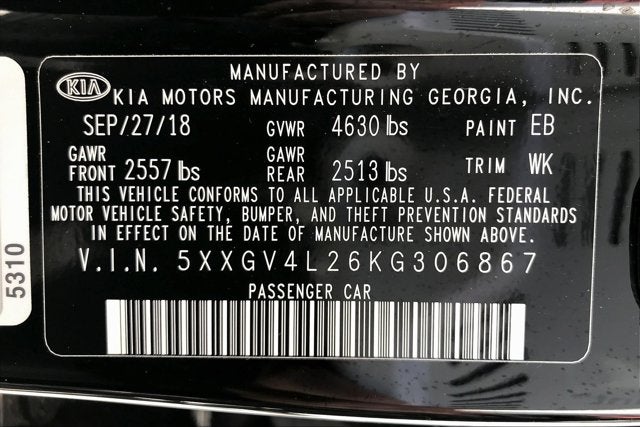 MANUFACTURED BY
KIA KIA MOTORS MANUFACTURING GEORGIA, INC.
SEP/27/18 GVWR 4630 lbs PAINT EB
GAWR FRONT 2557 lbs GAWR REAR 2513 lbs TRIM WK
THIS VEHICLE CONFORMS TO ALL APPLICABLE U.S.A. FEDERAL
MOTOR VEHICLE SAFETY, BUMPER, AND THEFT PREVENTION STANDARDS
IN EFFECT ON THE DATE OF MANUFACTURE SHOWN ABOVE.
V.I.N. 5XXGV4L26KG306867
PASSENGER CAR
5310